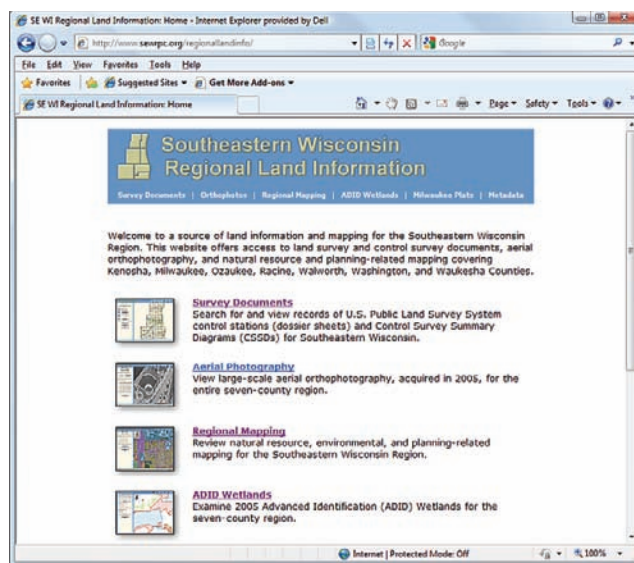 SE WI Regional Land Information: Home - Internet Explorer provided by Dell
http://www.sewrpc.org/regionallandinfo/
Google
File Edit View Favorites Tools Help
Favorites Suggested Sites Get More Add-ons
SE WI Regional Land Information: Home
Page Safety Tools
Southeastern Wisconsin
Regional Land Information
Survey Documents | Orthophotos | Regional Mapping | ADID Wetlands | Milwaukee Plats | Metadata
Welcome to a source of land information and mapping for the Southeastern Wisconsin
Region. This website offers access to land survey and control survey documents, aerial
orthophotography, and natural resource and planning-related mapping covering
Kenosha, Milwaukee, Ozaukee, Racine, Walworth, Washington, and Waukesha Counties.
Survey Documents
Search for and view records of U.S. Public Land Survey System
control stations (dossier sheets) and Control Survey Summary
Diagrams (CSSDs) for Southeastern Wisconsin.
Aerial Photography
View large-scale aerial orthophotography, acquired in 2005, for the
entire seven-county region.
Regional Mapping
Review natural resource, environmental, and planning-related
mapping for the Southeastern Wisconsin Region.
ADID Wetlands
Examine 2005 Advanced Identification (ADID) Wetlands for the
seven-county region.
Internet | Protected Mode: Off
100%